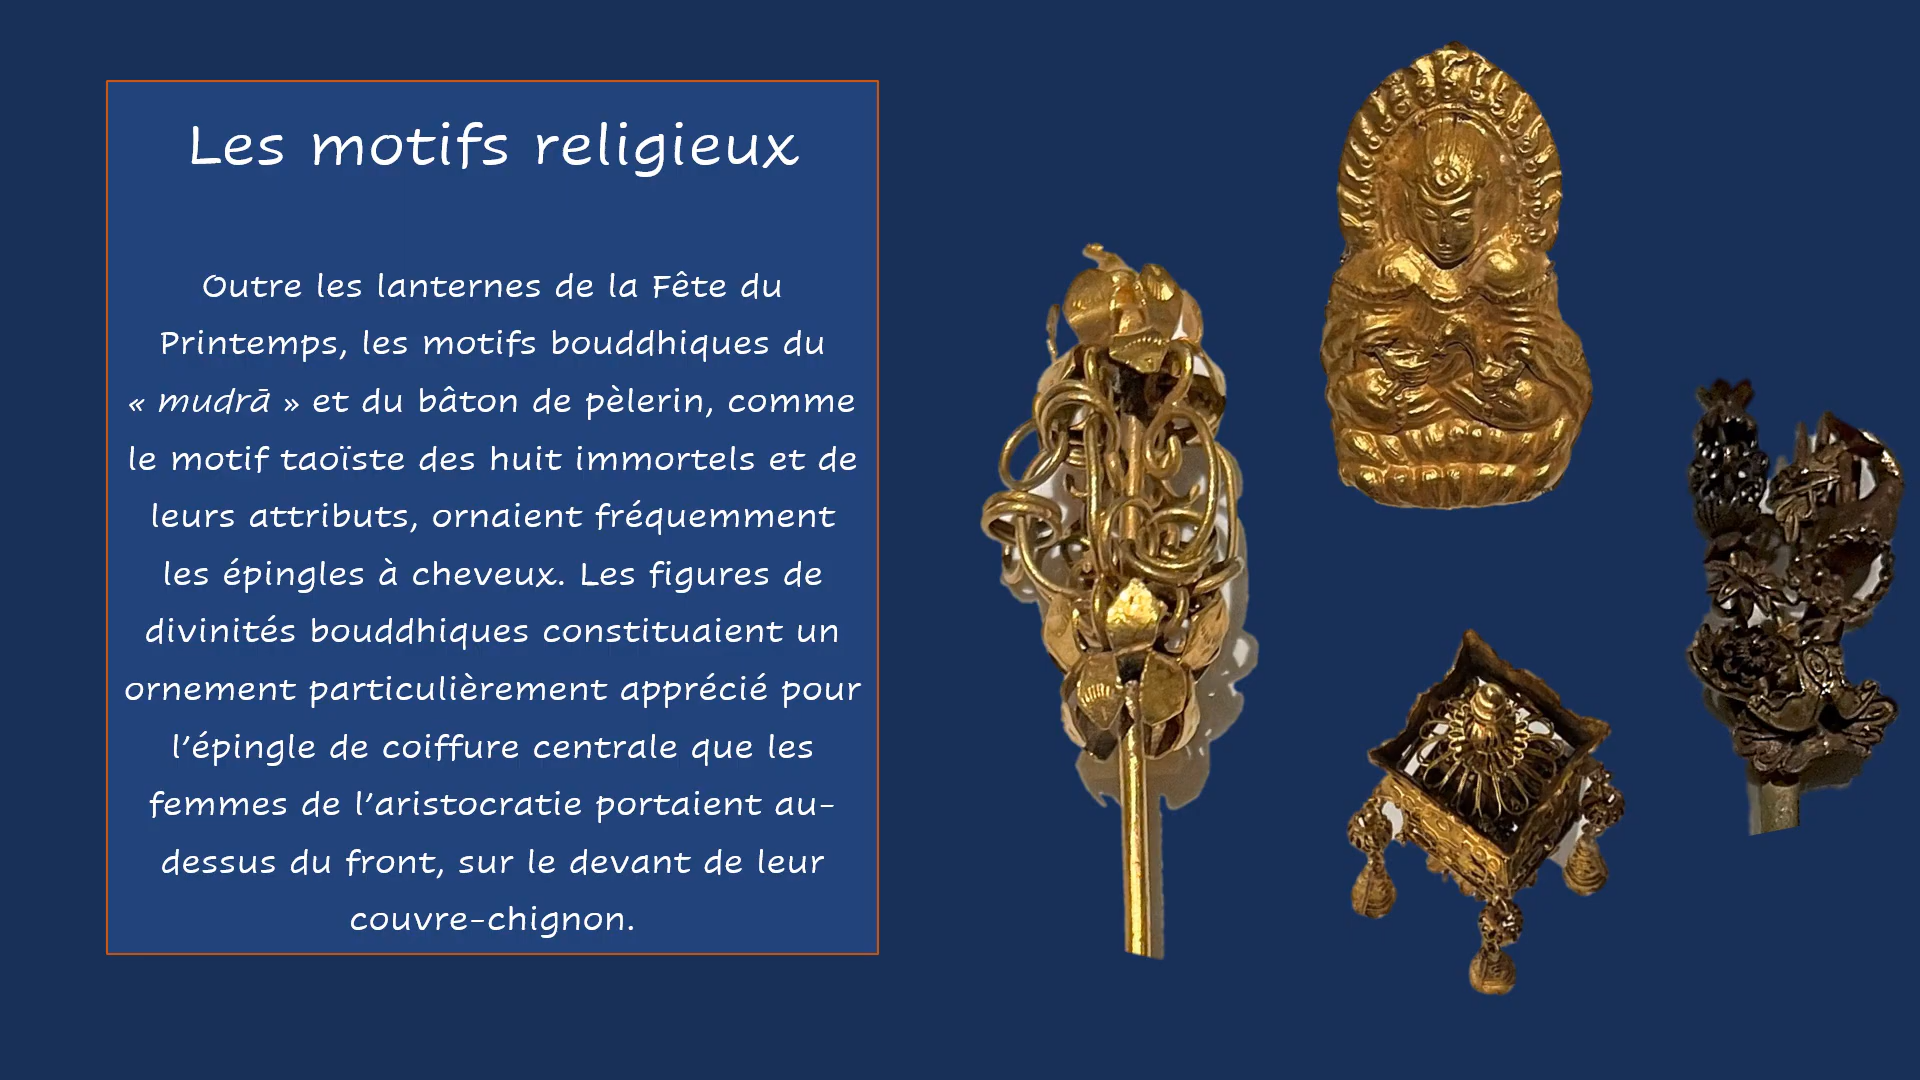 Les motifs religieux
Outre les lanternes de la Fête du
Printemps, les motifs bouddhiques du
« mudrā » et du bâton de pèlerin, comme
le motif taoïste des huit immortels et de
leurs attributs, ornaient fréquemment
les épingles à cheveux. Les figures de
divinités bouddhiques constituaient un
ornement particulièrement apprécié pour
l’épingle de coiffure centrale que les
femmes de l’aristocratie portaient au-
dessus du front, sur le devant de leur
couvre-chignon.